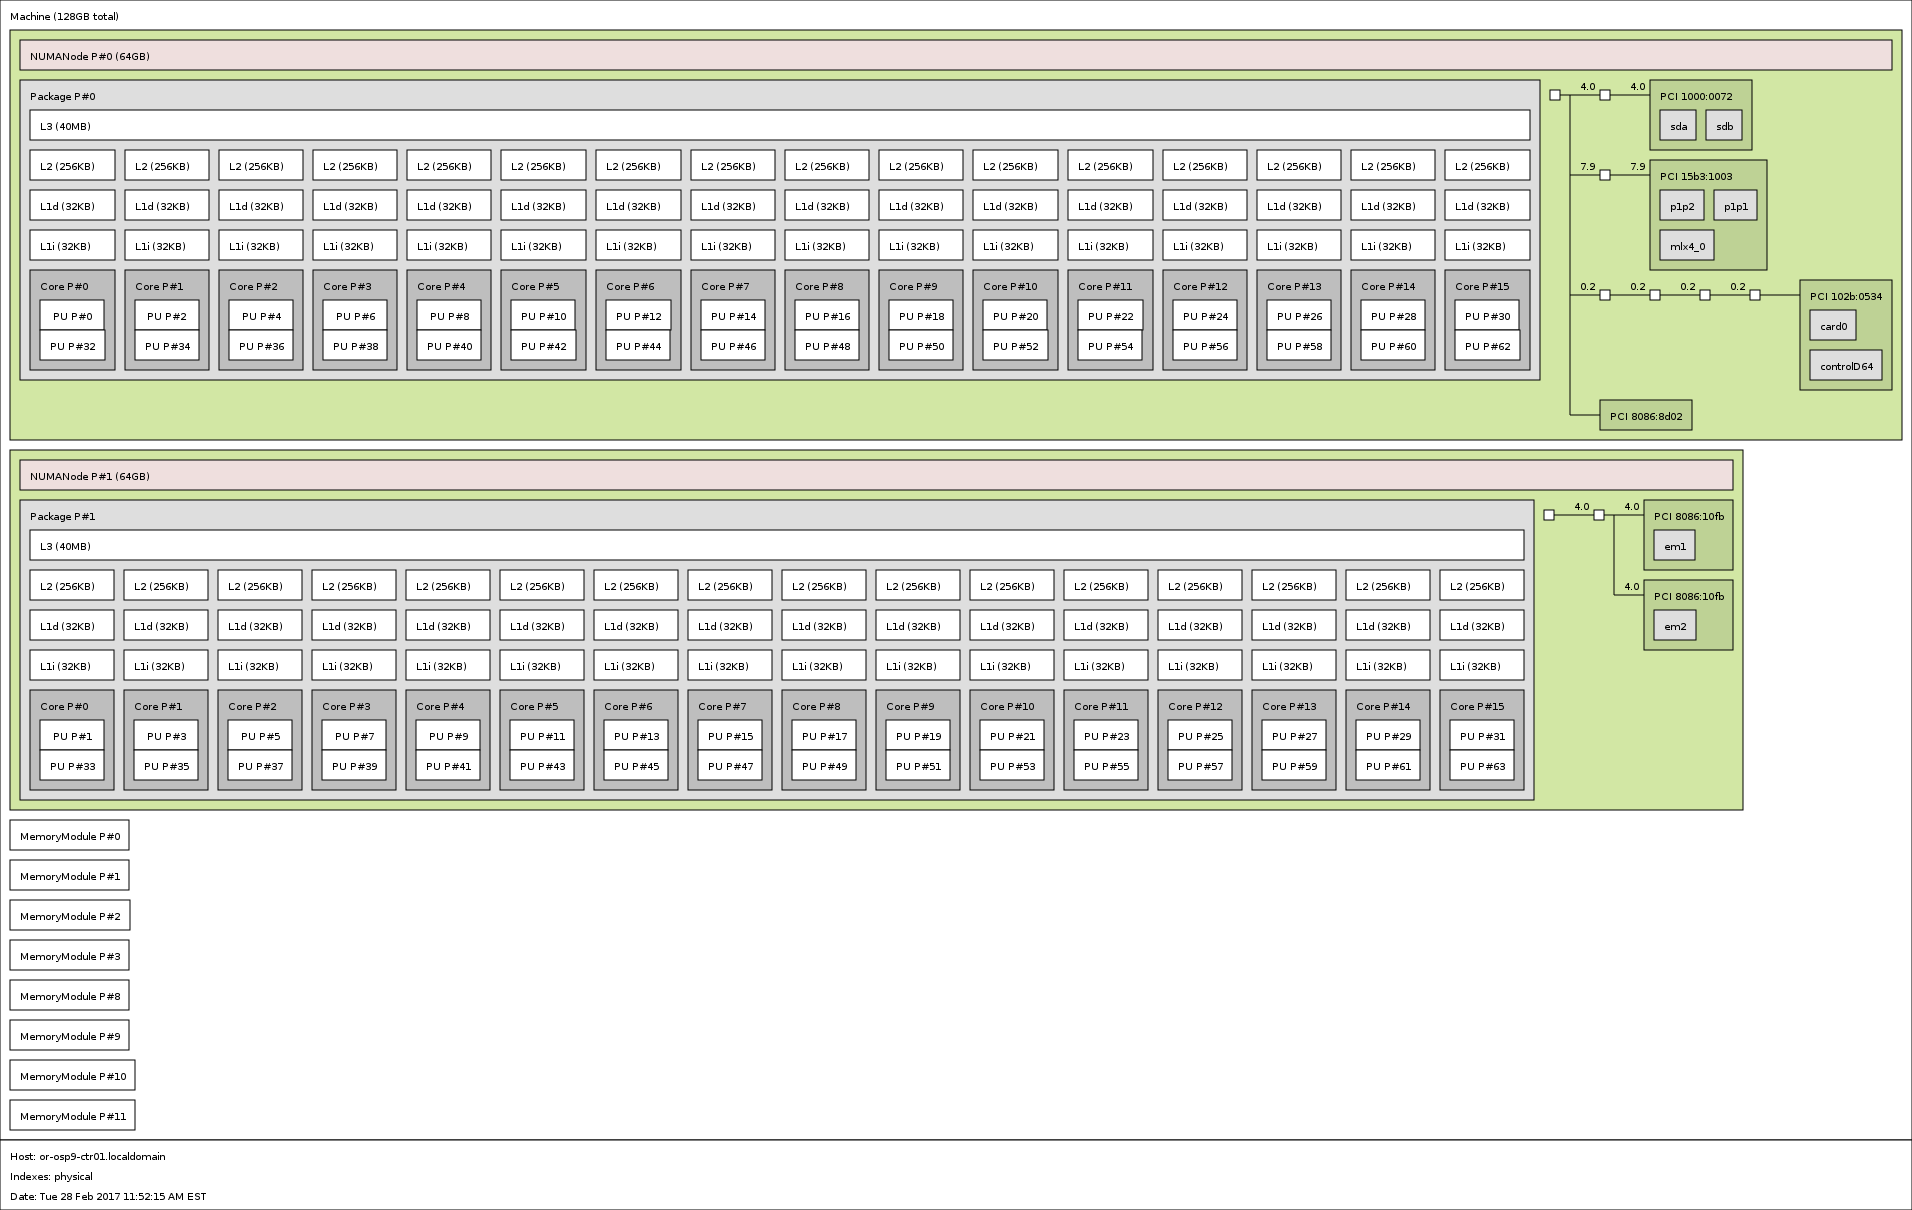 Machine (128GB total)
NUMANode P#0 (64GB)
Package P#0
L3 (40MB)
L2 (256KB) L2 (256KB) L2 (256KB) L2 (256KB) L2 (256KB) L2 (256KB) L2 (256KB) L2 (256KB) L2 (256KB) L2 (256KB) L2 (256KB) L2 (256KB) L2 (256KB) L2 (256KB) L2 (256KB) L2 (256KB)
L1d (32KB) L1d (32KB) L1d (32KB) L1d (32KB) L1d (32KB) L1d (32KB) L1d (32KB) L1d (32KB) L1d (32KB) L1d (32KB) L1d (32KB) L1d (32KB) L1d (32KB) L1d (32KB) L1d (32KB) L1d (32KB)
L1i (32KB) L1i (32KB) L1i (32KB) L1i (32KB) L1i (32KB) L1i (32KB) L1i (32KB) L1i (32KB) L1i (32KB) L1i (32KB) L1i (32KB) L1i (32KB) L1i (32KB) L1i (32KB) L1i (32KB) L1i (32KB)
Core P#0 Core P#1 Core P#2 Core P#3 Core P#4 Core P#5 Core P#6 Core P#7 Core P#8 Core P#9 Core P#10 Core P#11 Core P#12 Core P#13 Core P#14 Core P#15
PU P#0 PU P#2 PU P#4 PU P#6 PU P#8 PU P#10 PU P#12 PU P#14 PU P#16 PU P#18 PU P#20 PU P#22 PU P#24 PU P#26 PU P#28 PU P#30
PU P#32 PU P#34 PU P#36 PU P#38 PU P#40 PU P#42 PU P#44 PU P#46 PU P#48 PU P#50 PU P#52 PU P#54 PU P#56 PU P#58 PU P#60 PU P#62
4.0 4.0
PCI 1000:0072
sda sdb
7.9 7.9
PCI 15b3:1003
p1p2 p1p1
mlx4_0
0.2 0.2 0.2 0.2
PCI 102b:0534
card0
controlD64
PCI 8086:8d02
NUMANode P#1 (64GB)
Package P#1
L3 (40MB)
L2 (256KB) L2 (256KB) L2 (256KB) L2 (256KB) L2 (256KB) L2 (256KB) L2 (256KB) L2 (256KB) L2 (256KB) L2 (256KB) L2 (256KB) L2 (256KB) L2 (256KB) L2 (256KB) L2 (256KB) L2 (256KB)
L1d (32KB) L1d (32KB) L1d (32KB) L1d (32KB) L1d (32KB) L1d (32KB) L1d (32KB) L1d (32KB) L1d (32KB) L1d (32KB) L1d (32KB) L1d (32KB) L1d (32KB) L1d (32KB) L1d (32KB) L1d (32KB)
L1i (32KB) L1i (32KB) L1i (32KB) L1i (32KB) L1i (32KB) L1i (32KB) L1i (32KB) L1i (32KB) L1i (32KB) L1i (32KB) L1i (32KB) L1i (32KB) L1i (32KB) L1i (32KB) L1i (32KB) L1i (32KB)
Core P#0 Core P#1 Core P#2 Core P#3 Core P#4 Core P#5 Core P#6 Core P#7 Core P#8 Core P#9 Core P#10 Core P#11 Core P#12 Core P#13 Core P#14 Core P#15
PU P#1 PU P#3 PU P#5 PU P#7 PU P#9 PU P#11 PU P#13 PU P#15 PU P#17 PU P#19 PU P#21 PU P#23 PU P#25 PU P#27 PU P#29 PU P#31
PU P#33 PU P#35 PU P#37 PU P#39 PU P#41 PU P#43 PU P#45 PU P#47 PU P#49 PU P#51 PU P#53 PU P#55 PU P#57 PU P#59 PU P#61 PU P#63
4.0 4.0
PCI 8086:10fb
em1
4.0
PCI 8086:10fb
em2
MemoryModule P#0
MemoryModule P#1
MemoryModule P#2
MemoryModule P#3
MemoryModule P#8
MemoryModule P#9
MemoryModule P#10
MemoryModule P#11
Host: or-osp9-ctr01.localdomain
Indexes: physical
Date: Tue 28 Feb 2017 11:52:15 AM EST